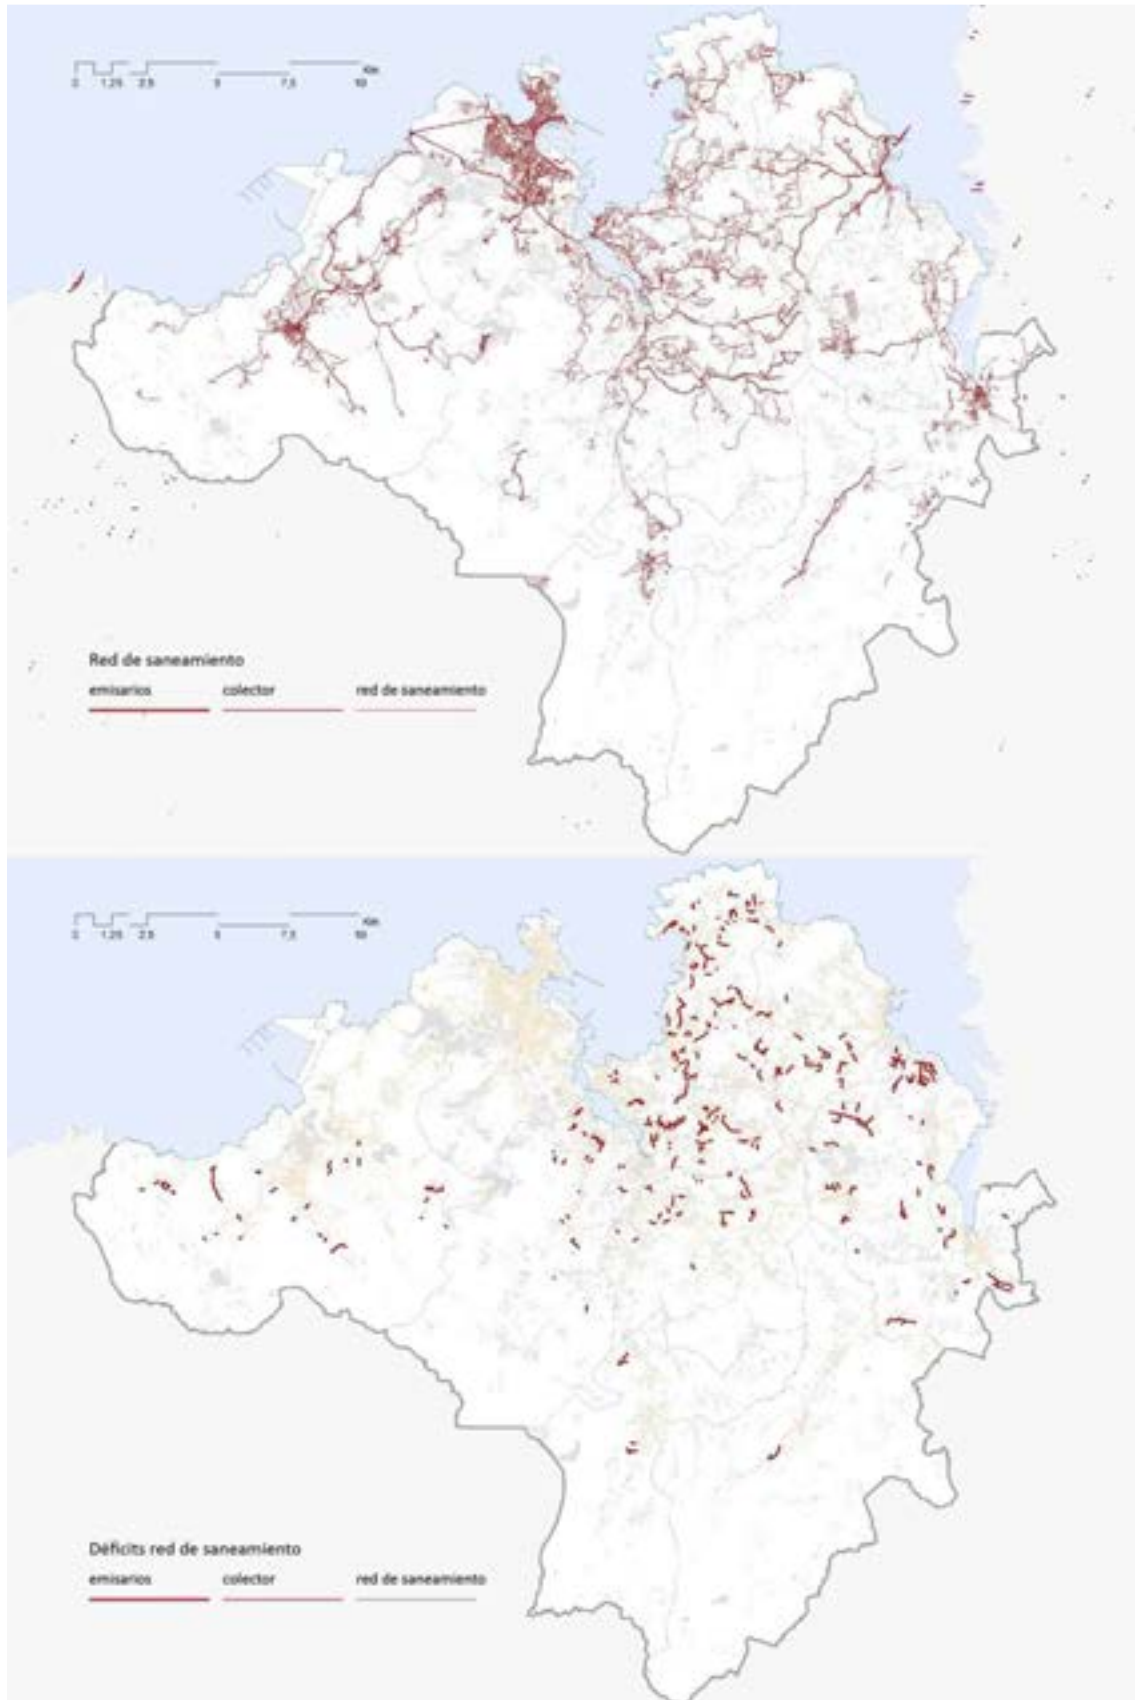 Km
0 1,25 2,5 5 7,5 10
Red de saneamiento
emisarios colector red de saneamiento
Km
0 1,25 2,5 5 7,5 10
Déficits red de saneamiento
emisarios colector red de saneamiento